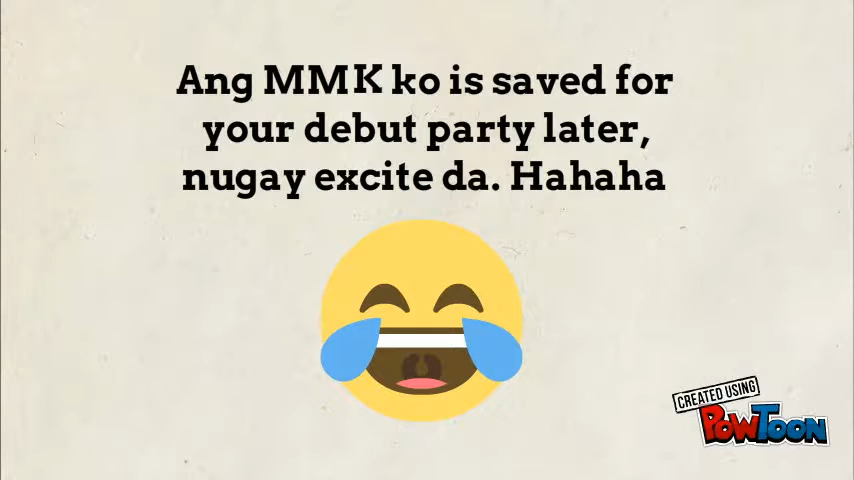 Ang MMK ko is saved for
your debut party later,
nugay excite da. Hahaha
CREATED USING
POWTOON